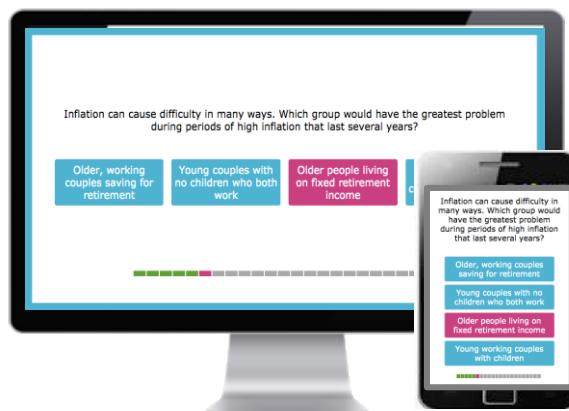 Inflation can cause difficulty in many ways. Which group would have the greatest problem
during periods of high inflation that last several years?
Older, working
couples saving for
retirement
Young couples with
no children who both
work
Older people living
on fixed retirement
income
Inflation can cause difficulty in
many ways. Which group would
have the greatest problem
during periods of high inflation
that last several years?
Older, working couples
saving for retirement
Young couples with no
children who both work
Older people living on
fixed retirement income
Young working couples
with children